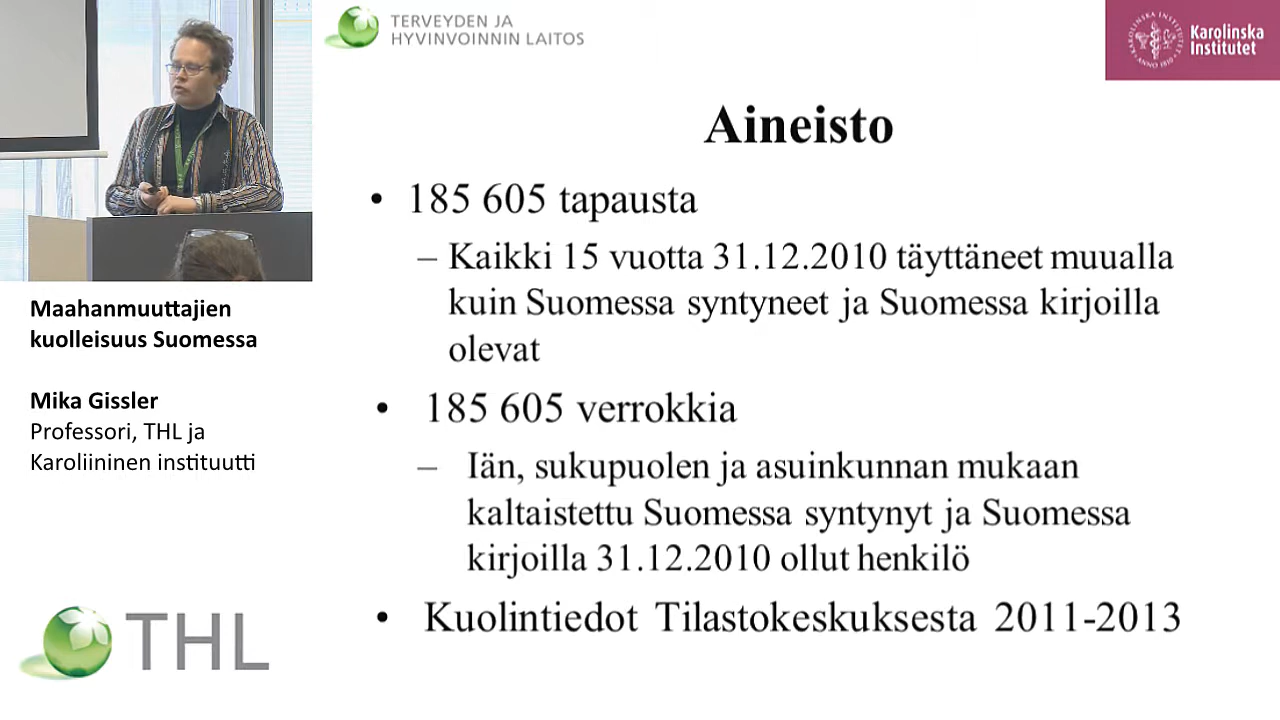 TERVEYDEN JA
HYVINVOINNIN LAITOS
Karolinska
Institutet
Aineisto
• 185 605 tapausta
– Kaikki 15 vuotta 31.12.2010 täyttäneet muualla
kuin Suomessa syntyneet ja Suomessa kirjoilla
olevat
• 185 605 verrokkia
– Iän, sukupuolen ja asuinkunnan mukaan
kaltaistettu Suomessa syntynyt ja Suomessa
kirjoilla 31.12.2010 ollut henkilö
• Kuolintiedot Tilastokeskuksesta 2011-2013
Maahanmuuttajien
kuolleisuus Suomessa
Mika Gissler
Professori, THL ja
Karoliininen instituutti
THL